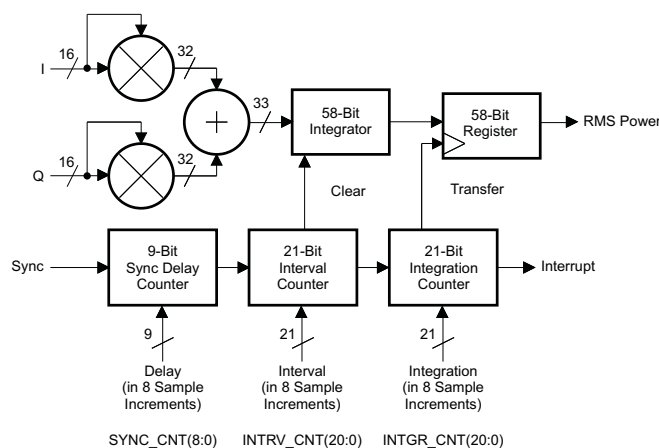 I
16
32
33
58-Bit
Integrator
58-Bit
Register
RMS Power
Q
16
32
Clear
Transfer
Sync
9-Bit
Sync Delay
Counter
21-Bit
Interval
Counter
21-Bit
Integration
Counter
Interrupt
9
21
21
Delay
(in 8 Sample
Increments)
Interval
(in 8 Sample
Increments)
Integration
(in 8 Sample
Increments)
SYNC_CNT(8:0)
INTRV_CNT(20:0)
INTGR_CNT(20:0)